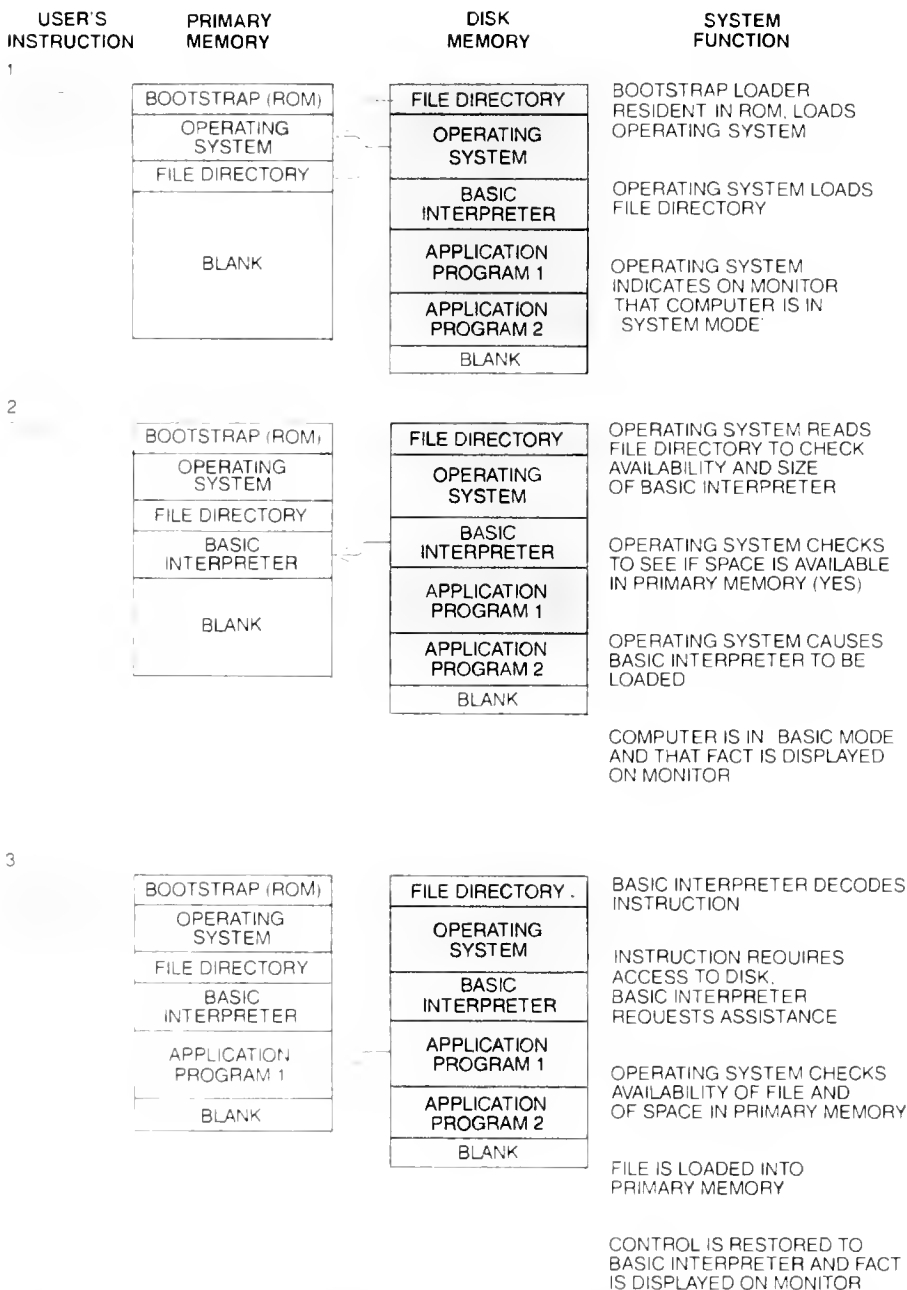 USER'S
INSTRUCTION
PRIMARY
MEMORY
DISK
MEMORY
SYSTEM
FUNCTION
1
BOOTSTRAP (ROM)
OPERATING
SYSTEM
FILE DIRECTORY
BLANK
FILE DIRECTORY
OPERATING
SYSTEM
BASIC
INTERPRETER
APPLICATION
PROGRAM 1
APPLICATION
PROGRAM 2
BLANK
BOOTSTRAP LOADER
RESIDENT IN ROM, LOADS
OPERATING SYSTEM
OPERATING SYSTEM LOADS
FILE DIRECTORY
OPERATING SYSTEM
INDICATES ON MONITOR
THAT COMPUTER IS IN
SYSTEM MODE
2
BOOTSTRAP (ROM)
OPERATING
SYSTEM
FILE DIRECTORY
BASIC
INTERPRETER
BLANK
FILE DIRECTORY
OPERATING
SYSTEM
BASIC
INTERPRETER
APPLICATION
PROGRAM 1
APPLICATION
PROGRAM 2
BLANK
OPERATING SYSTEM READS
FILE DIRECTORY TO CHECK
AVAILABILITY AND SIZE
OF BASIC INTERPRETER
OPERATING SYSTEM CHECKS
TO SEE IF SPACE IS AVAILABLE
IN PRIMARY MEMORY (YES)
OPERATING SYSTEM CAUSES
BASIC INTERPRETER TO BE
LOADED
COMPUTER IS IN BASIC MODE
AND THAT FACT IS DISPLAYED
ON MONITOR
3
BOOTSTRAP (ROM)
OPERATING
SYSTEM
FILE DIRECTORY
BASIC
INTERPRETER
APPLICATION
PROGRAM 1
BLANK
FILE DIRECTORY
OPERATING
SYSTEM
BASIC
INTERPRETER
APPLICATION
PROGRAM 1
APPLICATION
PROGRAM 2
BLANK
BASIC INTERPRETER DECODES
INSTRUCTION
INSTRUCTION REQUIRES
ACCESS TO DISK.
BASIC INTERPRETER
REQUESTS ASSISTANCE
OPERATING SYSTEM CHECKS
AVAILABILITY OF FILE AND
OF SPACE IN PRIMARY MEMORY
FILE IS LOADED INTO
PRIMARY MEMORY
CONTROL IS RESTORED TO
BASIC INTERPRETER AND FACT
IS DISPLAYED ON MONITOR